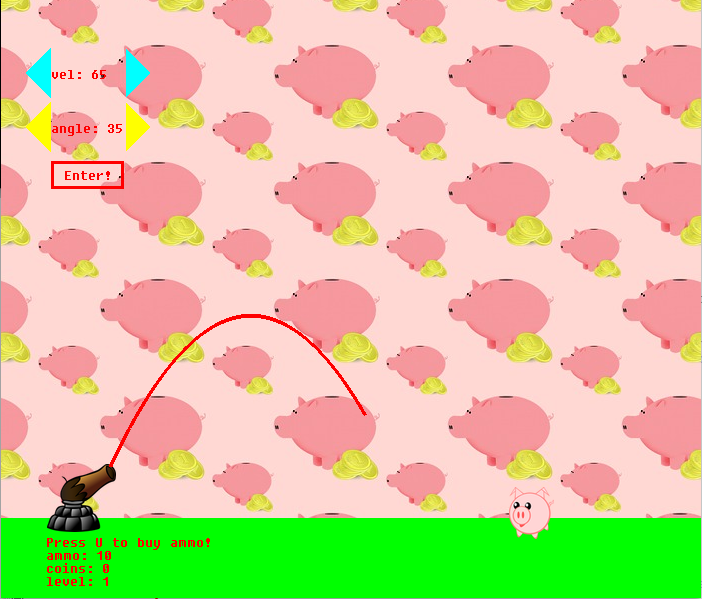 vel: 65
angle: 35
Enter!
Press U to buy ammo!
ammo: 10
coins: 0
level: 1